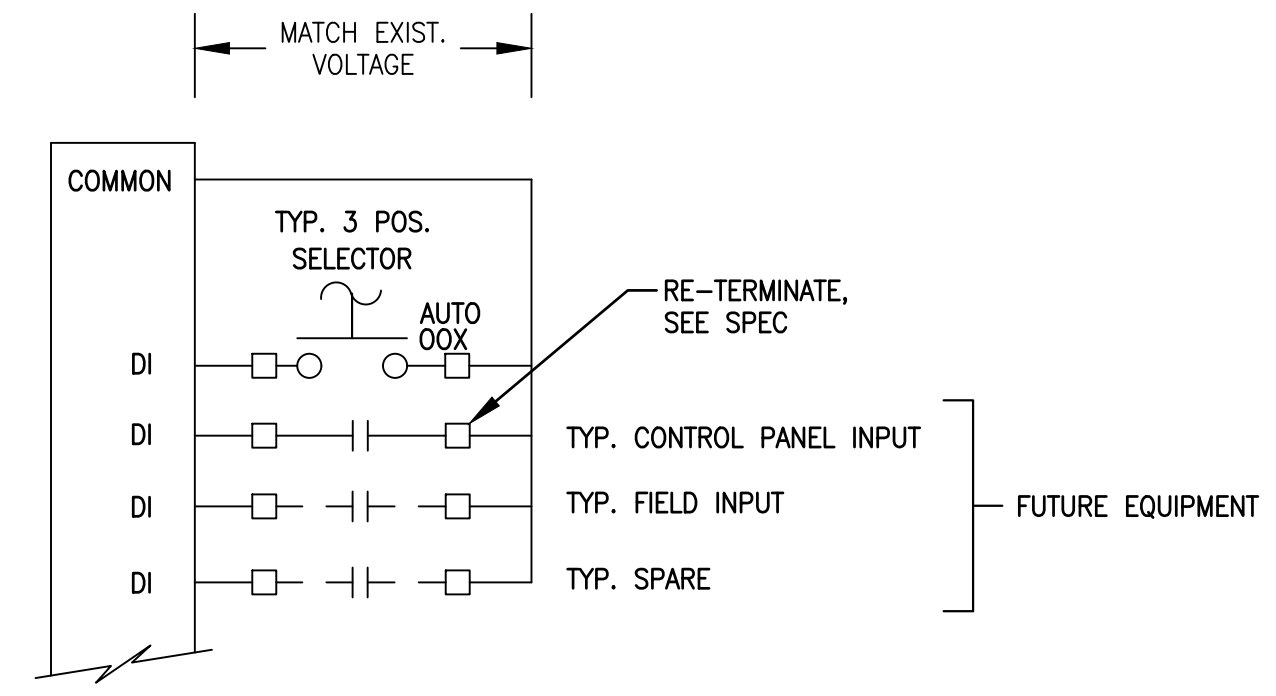 MATCH EXIST.
VOLTAGE
COMMON
TYP. 3 POS.
SELECTOR
AUTO
OOX
RE-TERMINATE,
SEE SPEC
DI
DI
TYP. CONTROL PANEL INPUT
DI
TYP. FIELD INPUT
FUTURE EQUIPMENT
DI
TYP. SPARE